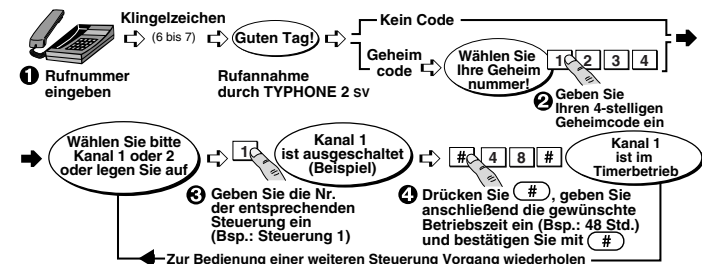 Klingelzeichen
(6 bis 7)
Guten Tag!
Kein Code
Geheim
code
Wählen Sie
Ihre Geheim
nummer!
1 2 3 4
❶ Rufnummer
eingeben
Rufannahme
durch TYPHONE 2 SV
❷ Geben Sie
Ihren 4-stelligen
Geheimcode ein
Wählen Sie bitte
Kanal 1 oder 2
oder legen Sie auf
1
Kanal 1
ist ausgeschaltet
(Beispiel)
# 4 8 #
Kanal 1
ist im
Timerbetrieb
❸ Geben Sie die Nr.
der entsprechenden
Steuerung ein
(Bsp.: Steuerung 1)
❹ Drücken Sie #, geben Sie
anschließend die gewünschte
Betriebszeit ein (Bsp.: 48 Std.)
und bestätigen Sie mit #
Zur Bedienung einer weiteren Steuerung Vorgang wiederholen